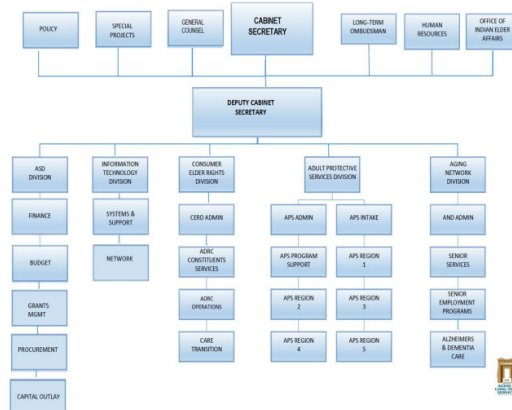 POLICY
SPECIAL
PROJECTS
GENERAL
COUNSEL
CABINET
SECRETARY
LONG-TERM
OMBUDSMAN
HUMAN
RESOURCES
OFFICE OF
INDIAN ELDER
AFFAIRS
DEPUTY CABINET
SECRETARY
ASD
DIVISION
FINANCE
BUDGET
GRANTS
MGMT
PROCUREMENT
CAPITAL OUTLAY
INFORMATION
TECHNOLOGY
DIVISION
SYSTEMS &
SUPPORT
NETWORK
CONSUMER
ELDER RIGHTS
DIVISION
CERD ADMIN
ADRC
CONSTITUENTS
SERVICES
ADRC
OPERATIONS
CARE
TRANSITION
ADULT PROTECTIVE
SERVICES DIVISION
APS ADMIN
APS INTAKE
APS PROGRAM
SUPPORT
APS REGION
1
APS REGION
2
APS REGION
3
APS REGION
4
APS REGION
5
AGING
NETWORK
DIVISION
AND ADMIN
SENIOR
SERVICES
SENIOR
EMPLOYMENT
PROGRAMS
ALZHEIMERS
& DEMENTIA
CARE